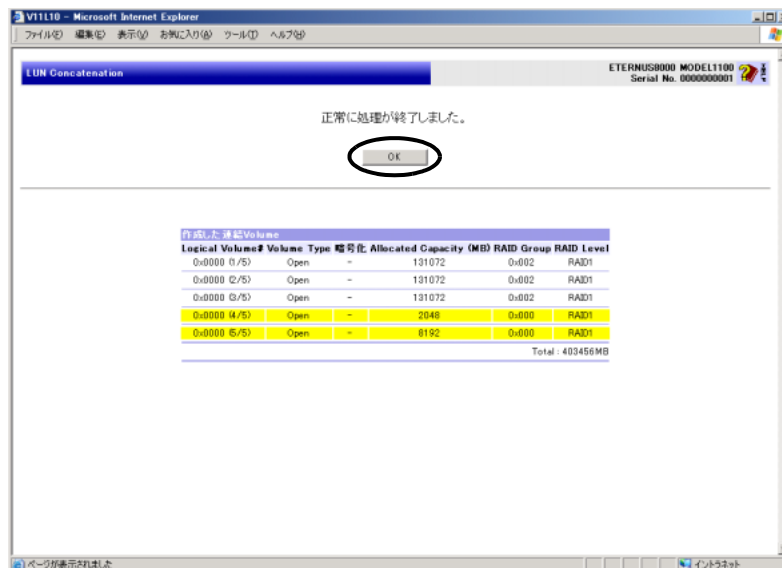 V11L10 - Microsoft Internet Explorer
ファイル(F) 編集(E) 表示(V) お気に入り(A) ツール(T) ヘルプ(H)
LUN Concatenation
ETERNUS8000 MODEL1100
Serial No. 0000000001
正常に処理が終了しました。
OK
作成した連結Volume
Logical Volume# Volume Type 暗号化 Allocated Capacity (MB) RAID Group RAID Level
0x0000 (1/5) Open - 131072 0x002 RAID1
0x0000 (2/5) Open - 131072 0x002 RAID1
0x0000 (3/5) Open - 131072 0x002 RAID1
0x0000 (4/5) Open - 2048 0x000 RAID1
0x0000 (5/5) Open - 8192 0x000 RAID1
Total : 403456MB
ページが表示されました
イントラネット